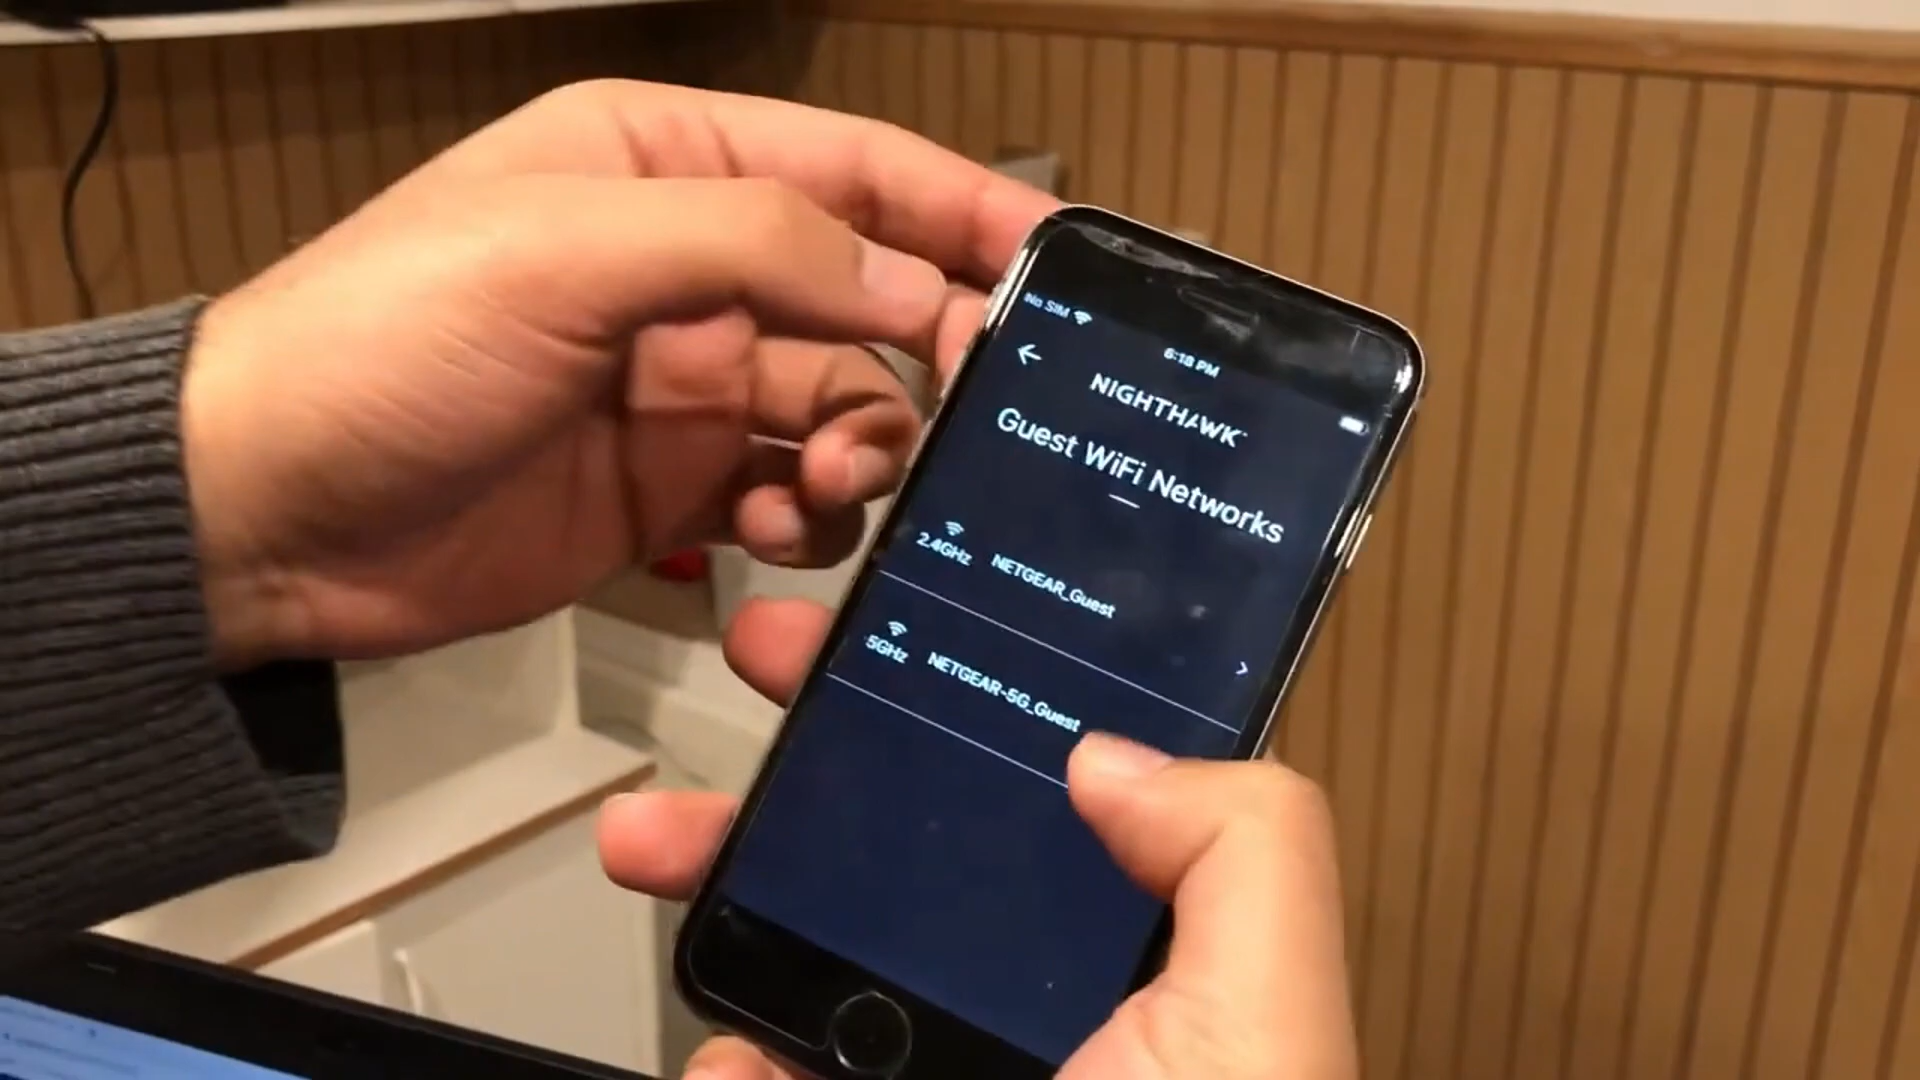 No SIM
6:18 PM
NIGHTHAWK
Guest WiFi Networks
2.4GHz NETGEAR_Guest
5GHz NETGEAR-5G_Guest